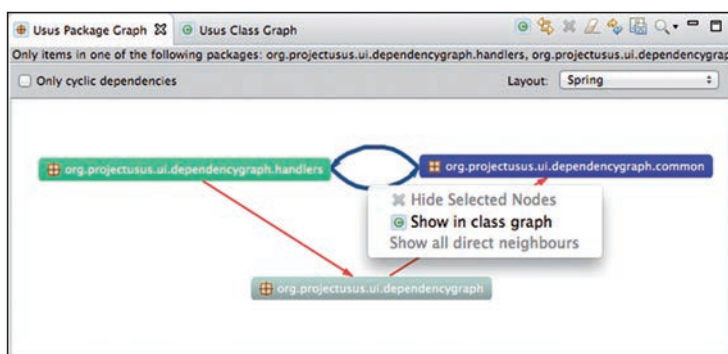 Usus Package Graph
Usus Class Graph
Only items in one of the following packages: org.projectusus.ui.dependencygraph.handlers, org.projectusus.ui.dependencygra
Only cyclic dependencies
Layout:
Spring
org.projectusus.ui.dependencygraph.handlers
org.projectusus.ui.dependencygraph.common
Hide Selected Nodes
Show in class graph
Show all direct neighbours
org.projectusus.ui.dependencygraph